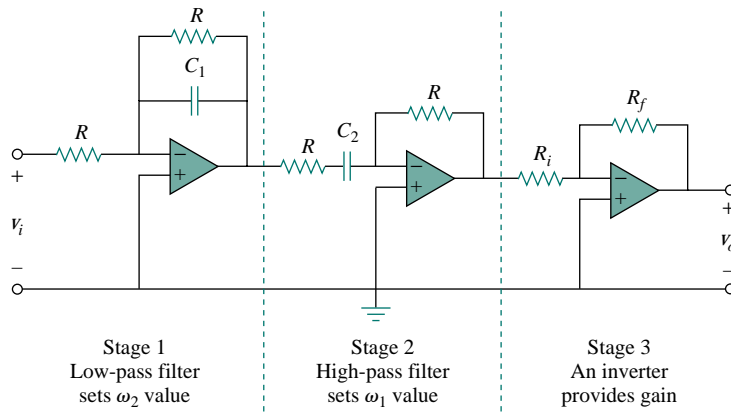 R
C₁
R
C₂
R
R
Rᵢ
R_f
−
+
−
+
−
+
+
vᵢ
−
+
vₒ
−
Stage 1
Low-pass filter
sets ω₂ value
Stage 2
High-pass filter
sets ω₁ value
Stage 3
An inverter
provides gain